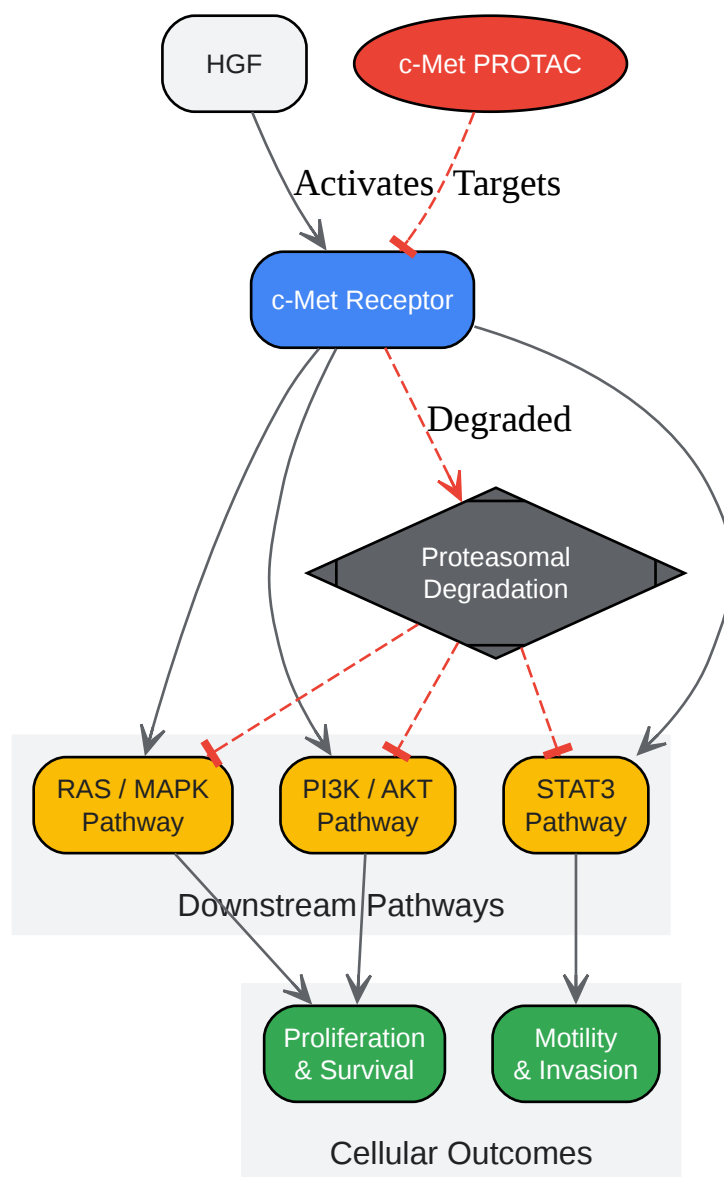 HGF
c-Met PROTAC
Activates
Targets
c-Met Receptor
Degraded
Proteasomal
Degradation
RAS / MAPK
Pathway
PI3K / AKT
Pathway
STAT3
Pathway
Downstream Pathways
Proliferation
& Survival
Motility
& Invasion
Cellular Outcomes